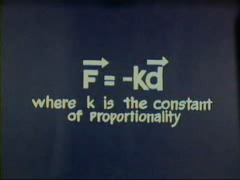 F⃗ = -kd⃗
where k is the constant
of proportionality